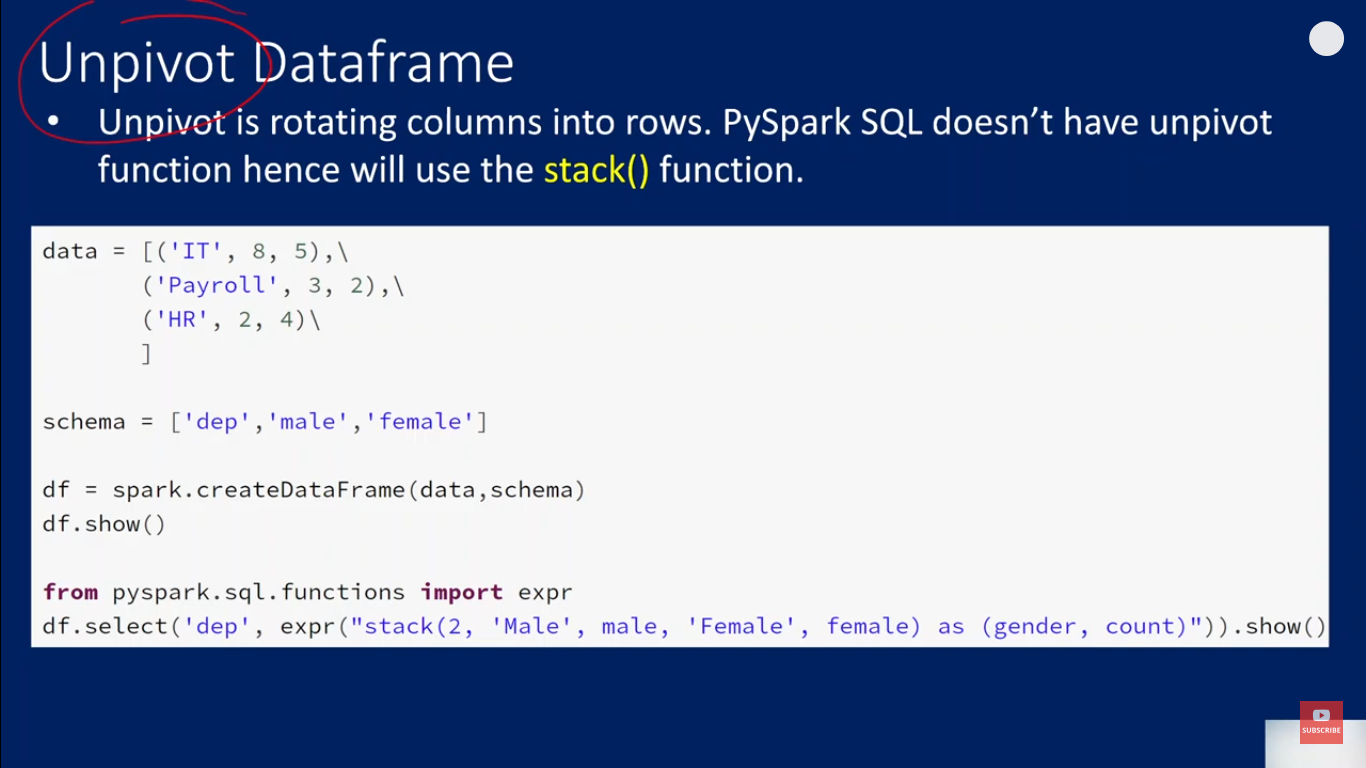 Unpivot Dataframe
• Unpivot is rotating columns into rows. PySpark SQL doesn’t have unpivot
function hence will use the stack() function.
data = [('IT', 8, 5),\
('Payroll', 3, 2),\
('HR', 2, 4)\
]
schema = ['dep','male','female']
df = spark.createDataFrame(data,schema)
df.show()
from pyspark.sql.functions import expr
df.select('dep', expr("stack(2, 'Male', male, 'Female', female) as (gender, count)")).show()
SUBSCRIBE